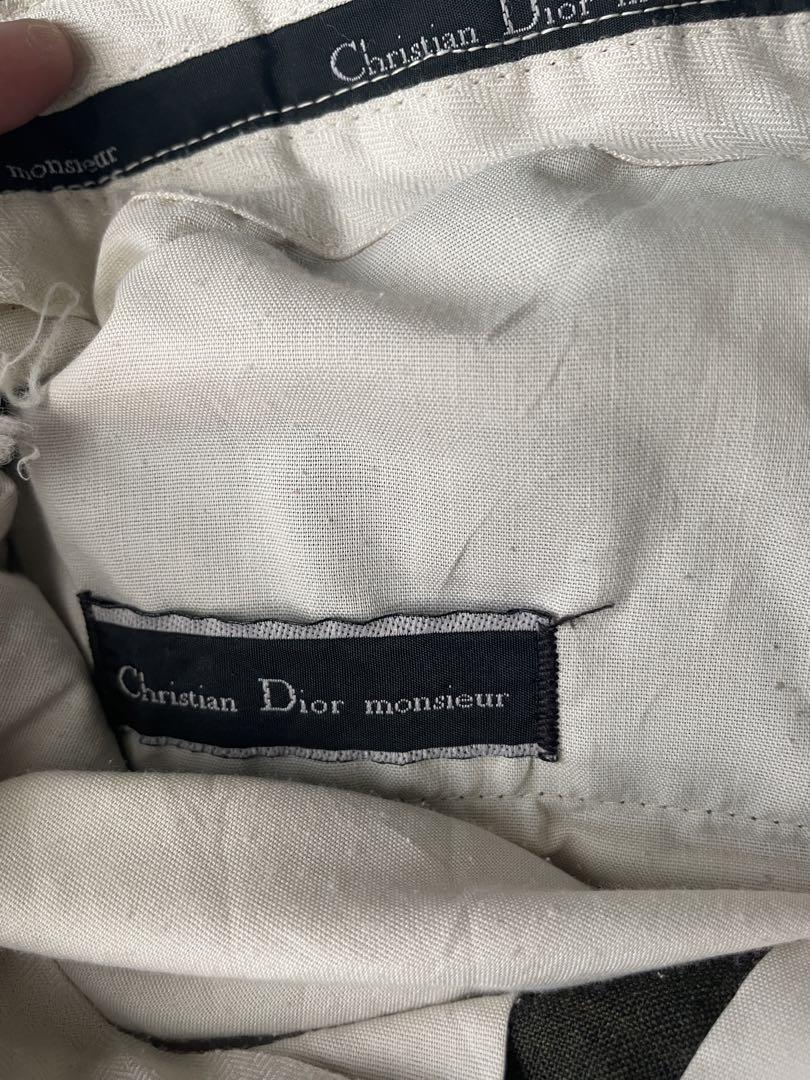 Christian Dior
monsieur
Christian Dior monsieur